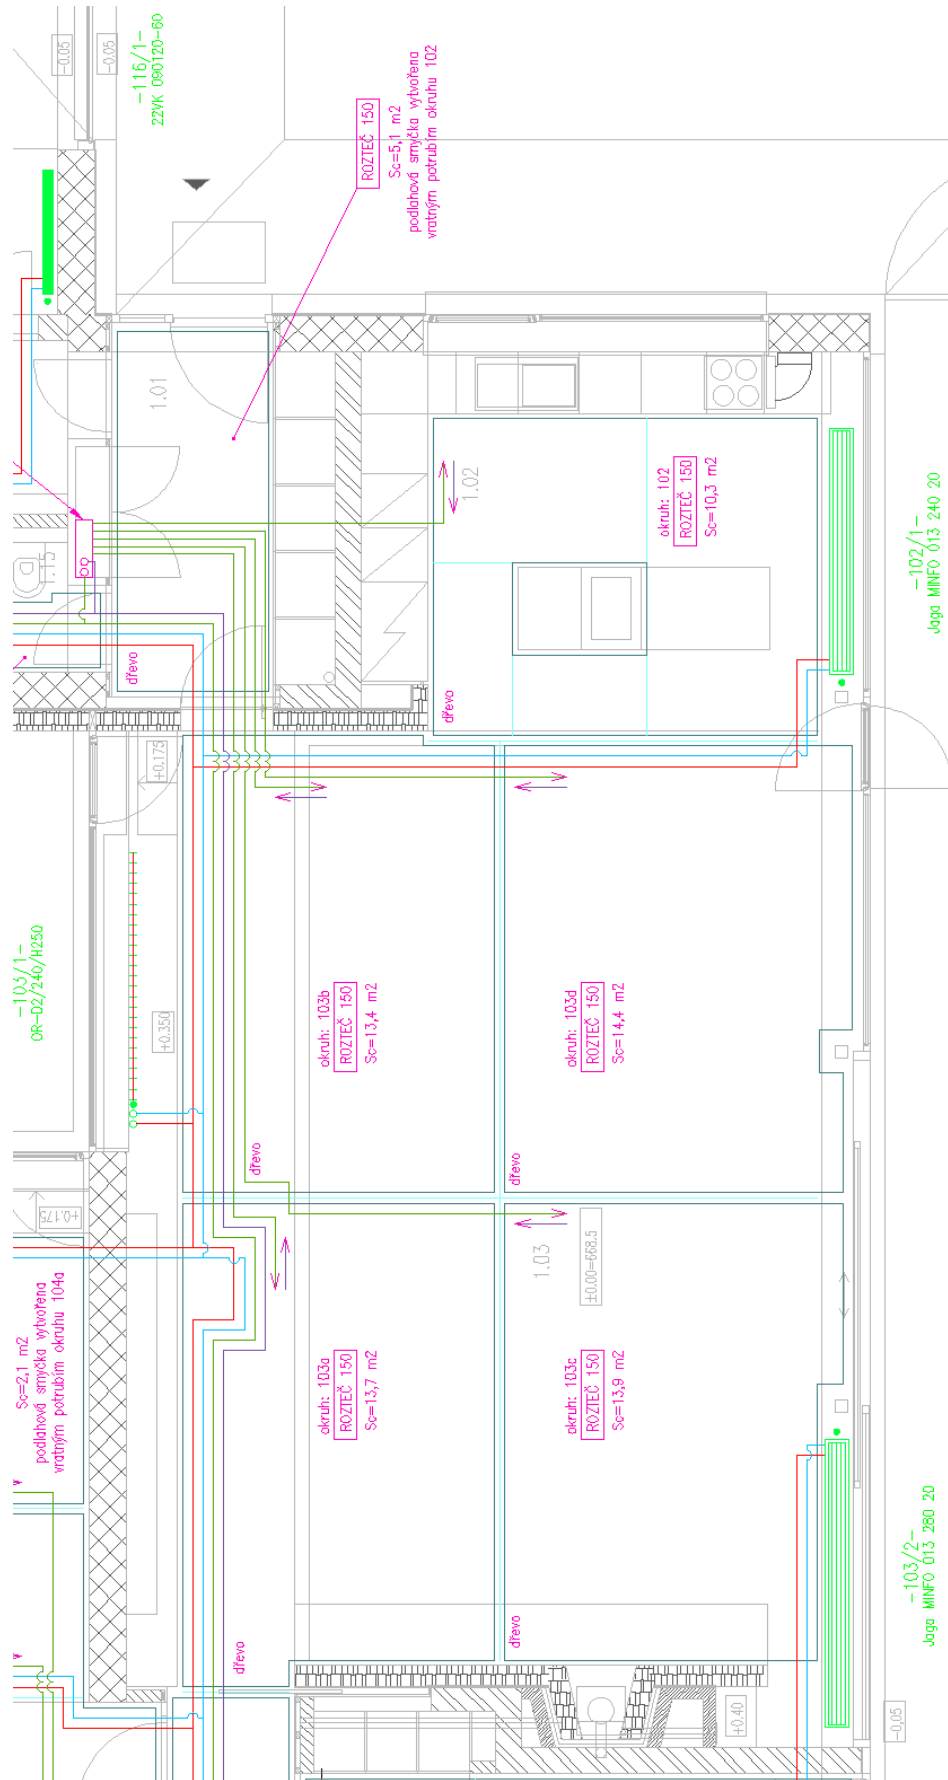 -0.05
-0.05
-116/1-
22VK 090120-60
ROZTEČ 150
Sc=5,1 m2
podlahová smyčka vytvořena
vratným potrubím okruhu 102
1.01
1.02
okruh: 102
ROZTEČ 150
Sc=10,3 m2
-102/1-
Jaga MINFO 013 240 20
1.15
dřevo
dřevo
+0.175
-103/1-
OR-D2/240/H250
+0.350
okruh: 103b
ROZTEČ 150
Sc=13,4 m2
okruh: 103d
ROZTEČ 150
Sc=14,4 m2
dřevo
dřevo
+0.175
1.03
±0.00=668.5
Sc=2,1 m2
podlahová smyčka vytvořena
vratným potrubím okruhu 104a
okruh: 103a
ROZTEČ 150
Sc=13,7 m2
okruh: 103c
ROZTEČ 150
Sc=13,9 m2
-103/2-
Jaga MINFO 013 280 20
dřevo
dřevo
+0.40
-0,05